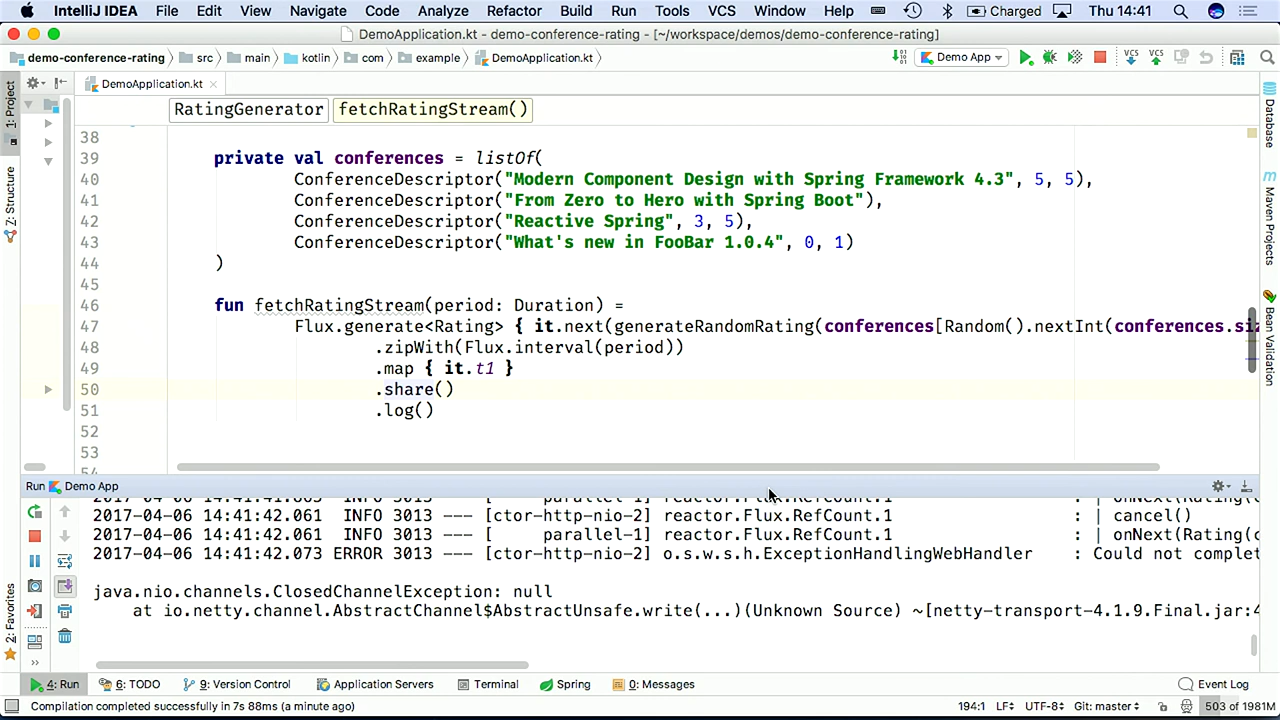 IntelliJ IDEA File Edit View Navigate Code Analyze Refactor Build Run Tools VCS Window Help Charged Thu 14:41
DemoApplication.kt - demo-conference-rating - [~/workspace/demos/demo-conference-rating]
demo-conference-rating src main kotlin com example DemoApplication.kt Demo App VCS VCS
DemoApplication.kt
RatingGenerator fetchRatingStream()
38
39 private val conferences = listOf(
40 ConferenceDescriptor("Modern Component Design with Spring Framework 4.3", 5, 5),
41 ConferenceDescriptor("From Zero to Hero with Spring Boot"),
42 ConferenceDescriptor("Reactive Spring", 3, 5),
43 ConferenceDescriptor("What's new in FooBar 1.0.4", 0, 1)
44 )
45
46 fun fetchRatingStream(period: Duration) =
47 Flux.generate<Rating> { it.next(generateRandomRating(conferences[Random().nextInt(conferences.siz
48 .zipWith(Flux.interval(period))
49 .map { it.t1 }
50 .share()
51 .log()
52
53
54
1: Project
Z: Structure
2: Favorites
Database
Maven Projects
Bean Validation
Run Demo App
2017-04-06 14:41:42.061 INFO 3013 --- [ctor-http-nio-2] reactor.Flux.RefCount.1 : | cancel()
2017-04-06 14:41:42.061 INFO 3013 --- [ parallel-1] reactor.Flux.RefCount.1 : | onNext(Rating(c
2017-04-06 14:41:42.073 ERROR 3013 --- [ctor-http-nio-2] o.s.w.s.h.ExceptionHandlingWebHandler : Could not complet
java.nio.channels.ClosedChannelException: null
at io.netty.channel.AbstractChannel$AbstractUnsafe.write(...)(Unknown Source) ~[netty-transport-4.1.9.Final.jar:4
4: Run 6: TODO 9: Version Control Application Servers Terminal Spring 0: Messages Event Log
Compilation completed successfully in 7s 88ms (a minute ago) 194:1 LF÷ UTF-8÷ Git: master÷ 503 of 1981M